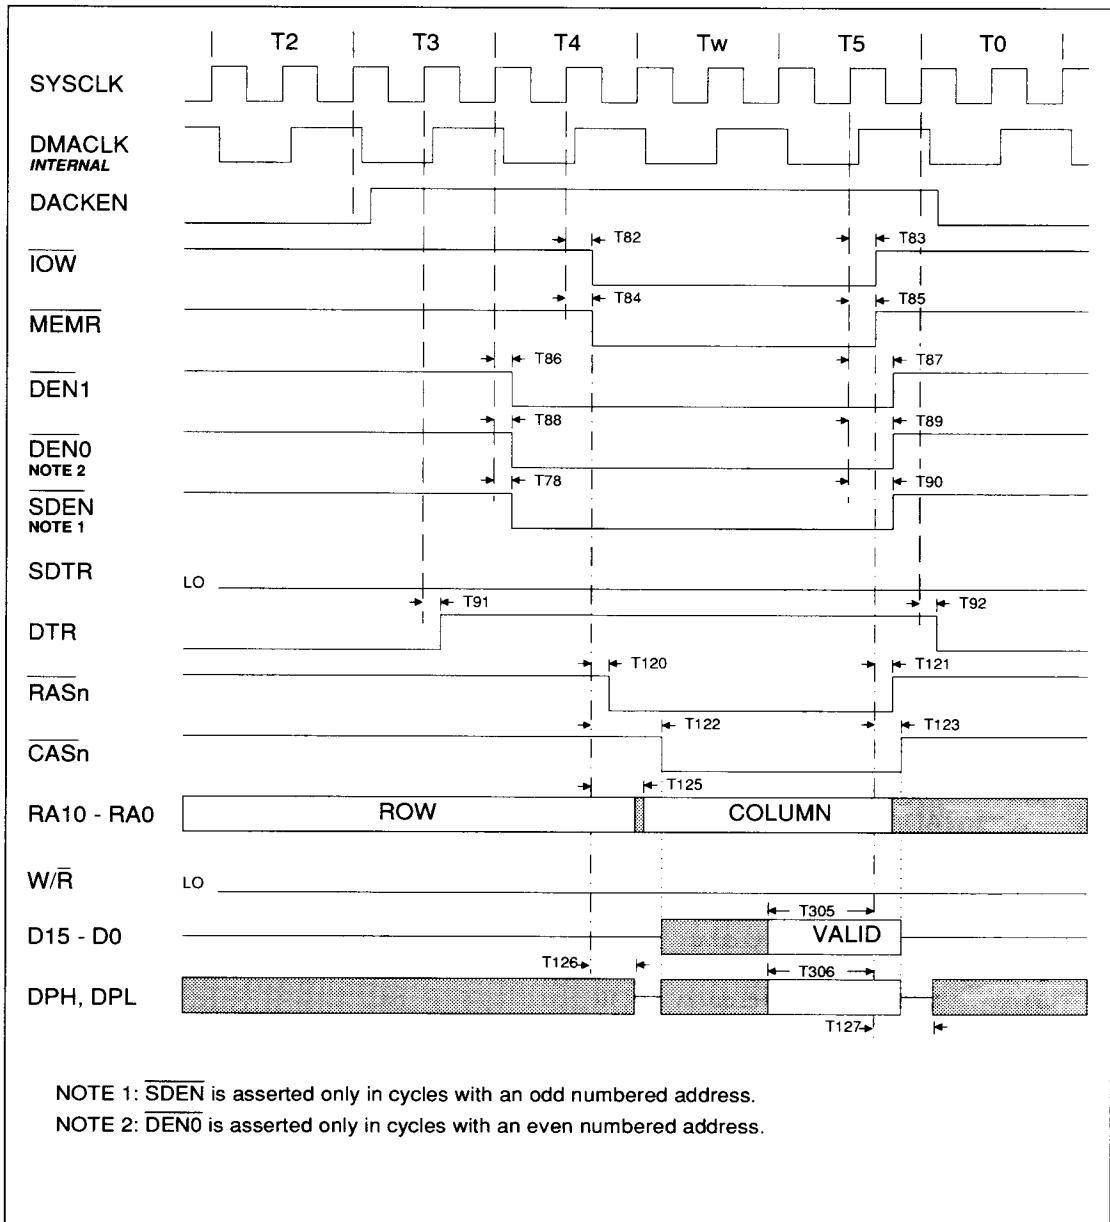 T2 T3 T4 Tw T5 T0
SYSCLK
DMACLK
INTERNAL
DACKEN
T82 T83
IOW
T84 T85
MEMR
T86 T87
DEN1
T88 T89
DEN0
NOTE 2
T78 T90
SDEN
NOTE 1
SDTR
LO
T91 T92
DTR
T120 T121
RASn
T122 T123
CASn
T125
RA10 - RA0 ROW COLUMN
W/R LO
T305
D15 - D0 VALID
T126 T306
DPH, DPL
T127
NOTE 1: SDEN is asserted only in cycles with an odd numbered address.
NOTE 2: DEN0 is asserted only in cycles with an even numbered address.